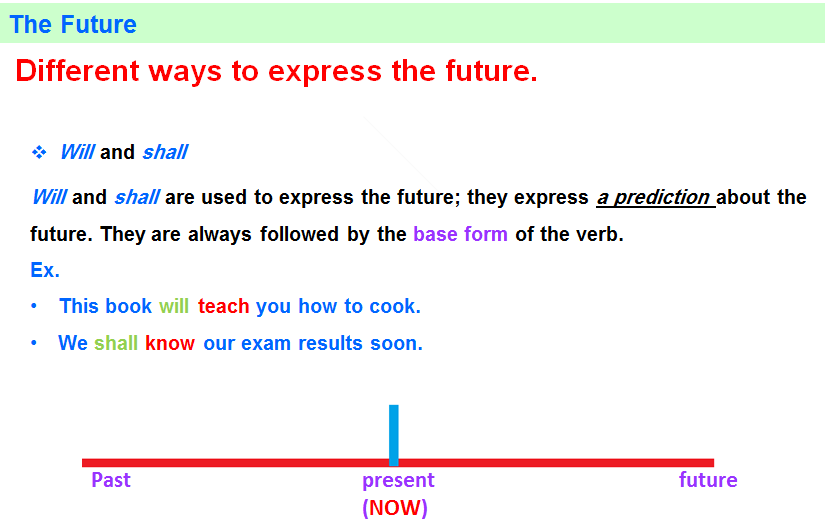 The Future
Different ways to express the future.
❖ Will and shall
Will and shall are used to express the future; they express a prediction about the
future. They are always followed by the base form of the verb.
Ex.
• This book will teach you how to cook.
• We shall know our exam results soon.
Past present future
(NOW)